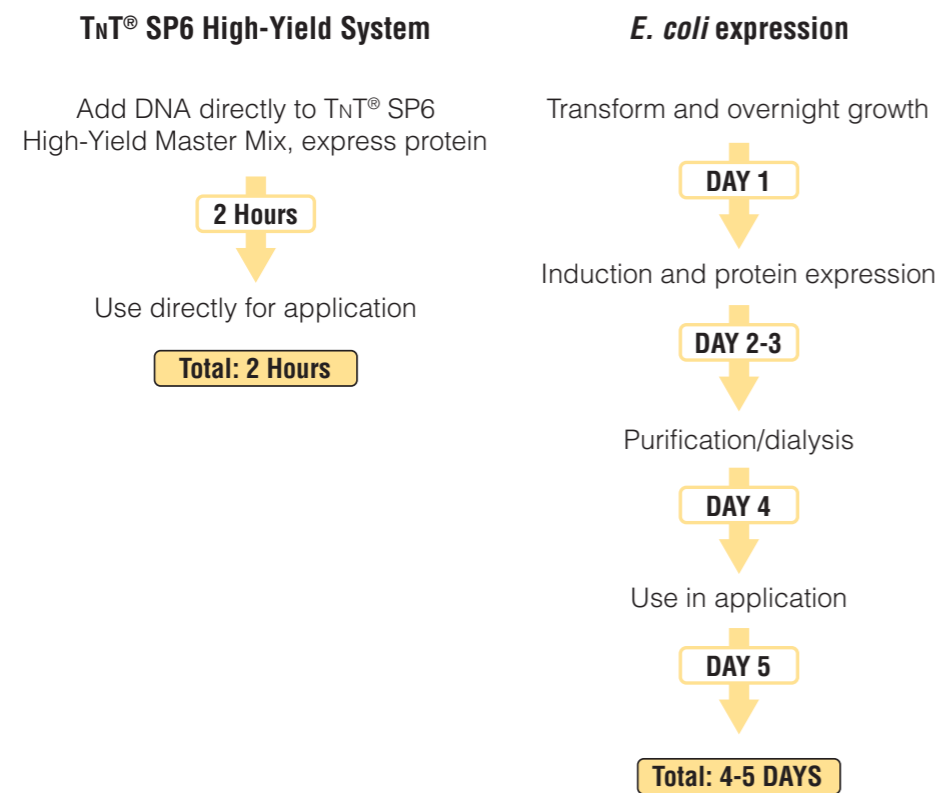 TNT® SP6 High-Yield System
Add DNA directly to TNT® SP6
High-Yield Master Mix, express protein
2 Hours
Use directly for application
Total: 2 Hours
E. coli expression
Transform and overnight growth
DAY 1
Induction and protein expression
DAY 2-3
Purification/dialysis
DAY 4
Use in application
DAY 5
Total: 4-5 DAYS